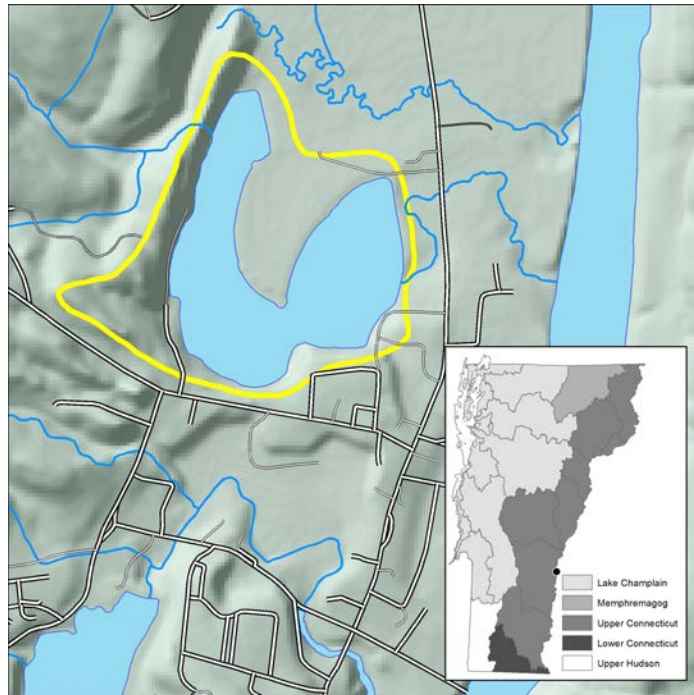 Lake Champlain
Memphremagog
Upper Connecticut
Lower Connecticut
Upper Hudson